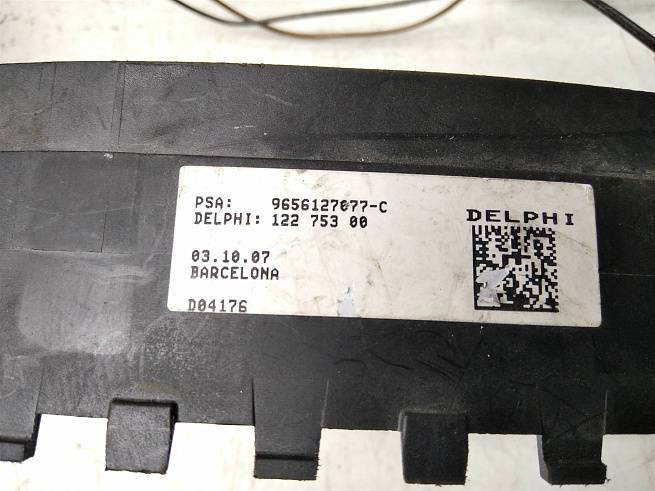 PSA: 9656127077-C
DELPHI: 122 753 00
DELPHI
03.10.07
BARCELONA
D04176